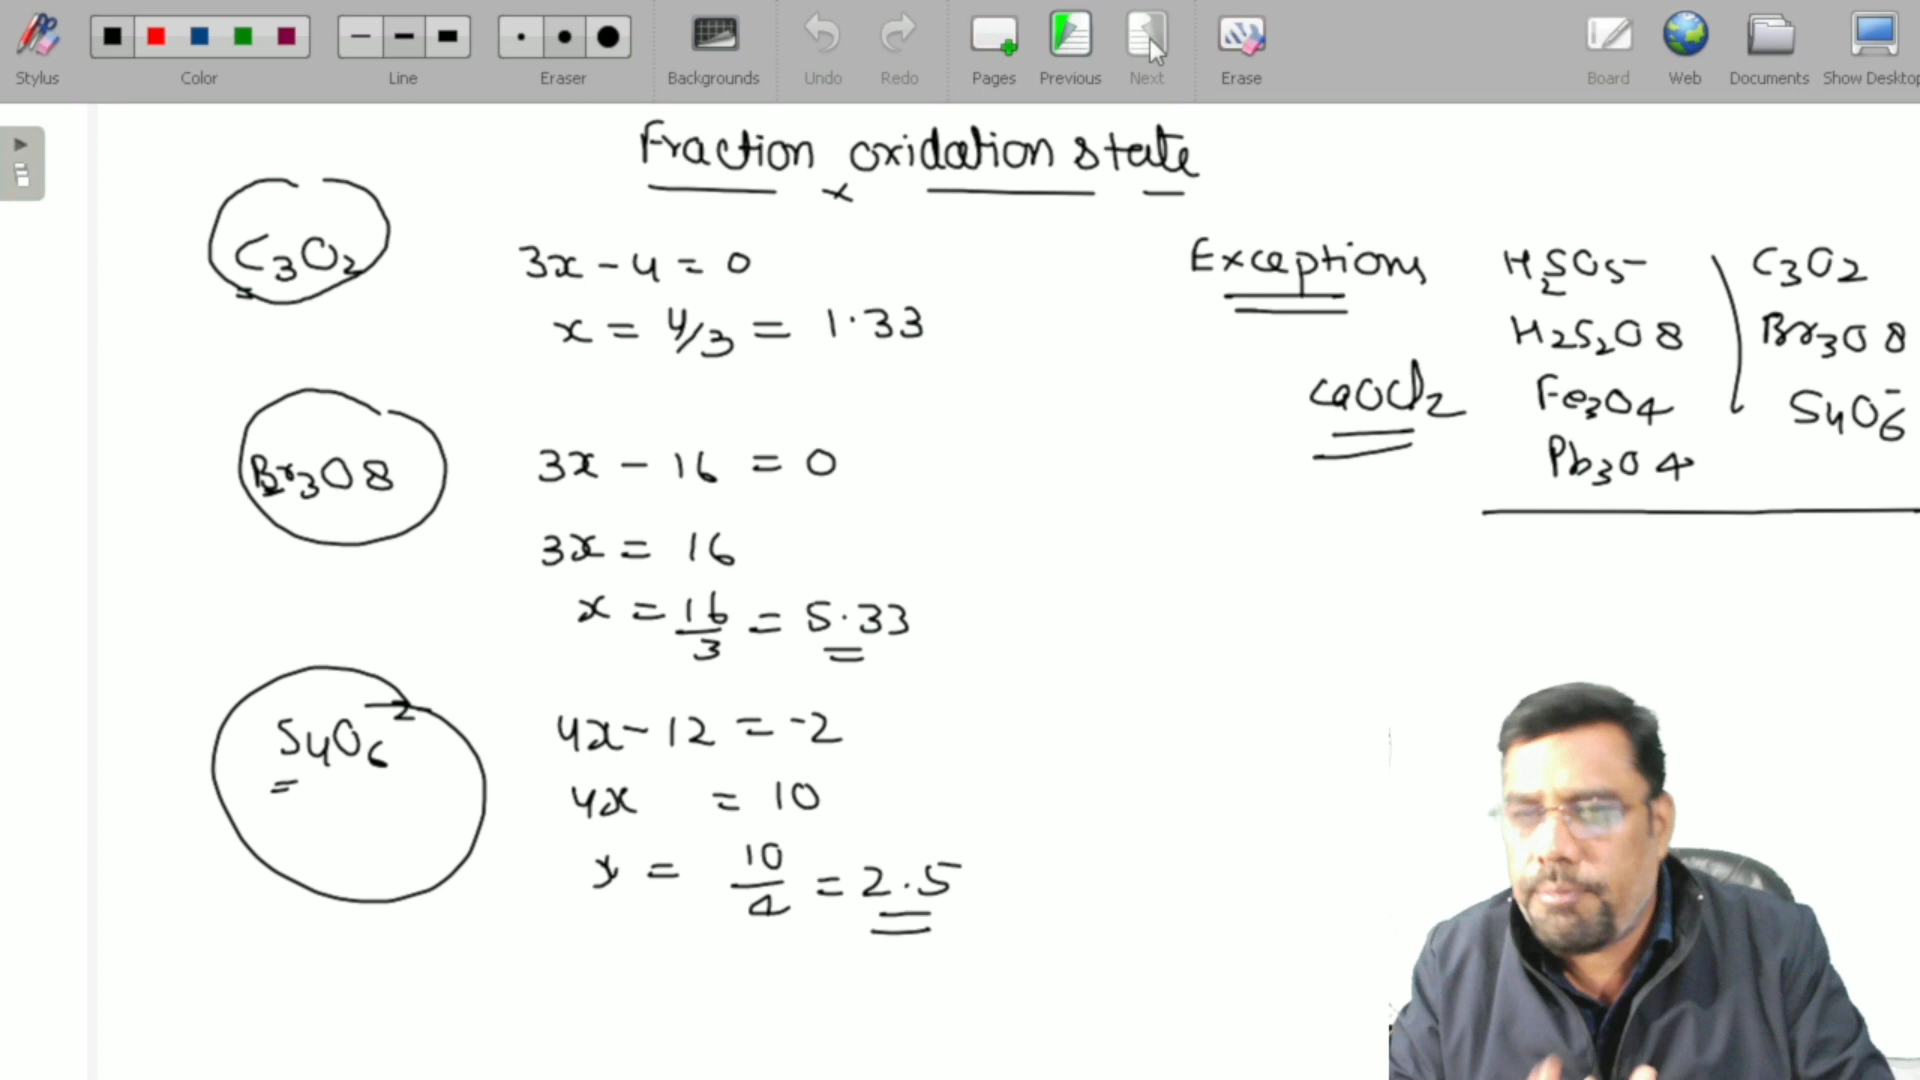 Stylus Color Line Eraser Backgrounds Undo Redo Pages Previous Next Erase Board Web Documents Show Desktop
Fraction oxidation state
C3O2
3x - 4 = 0
x = 4/3 = 1.33
Br3O8
3x - 16 = 0
3x = 16
x = 16/3 = 5.33
S4O6 -2
4x - 12 = -2
4x = 10
x = 10/4 = 2.5
Exceptions
CaOCl2
H2SO5
H2S2O8
Fe3O4
Pb3O4
C3O2
Br3O8
S4O6-